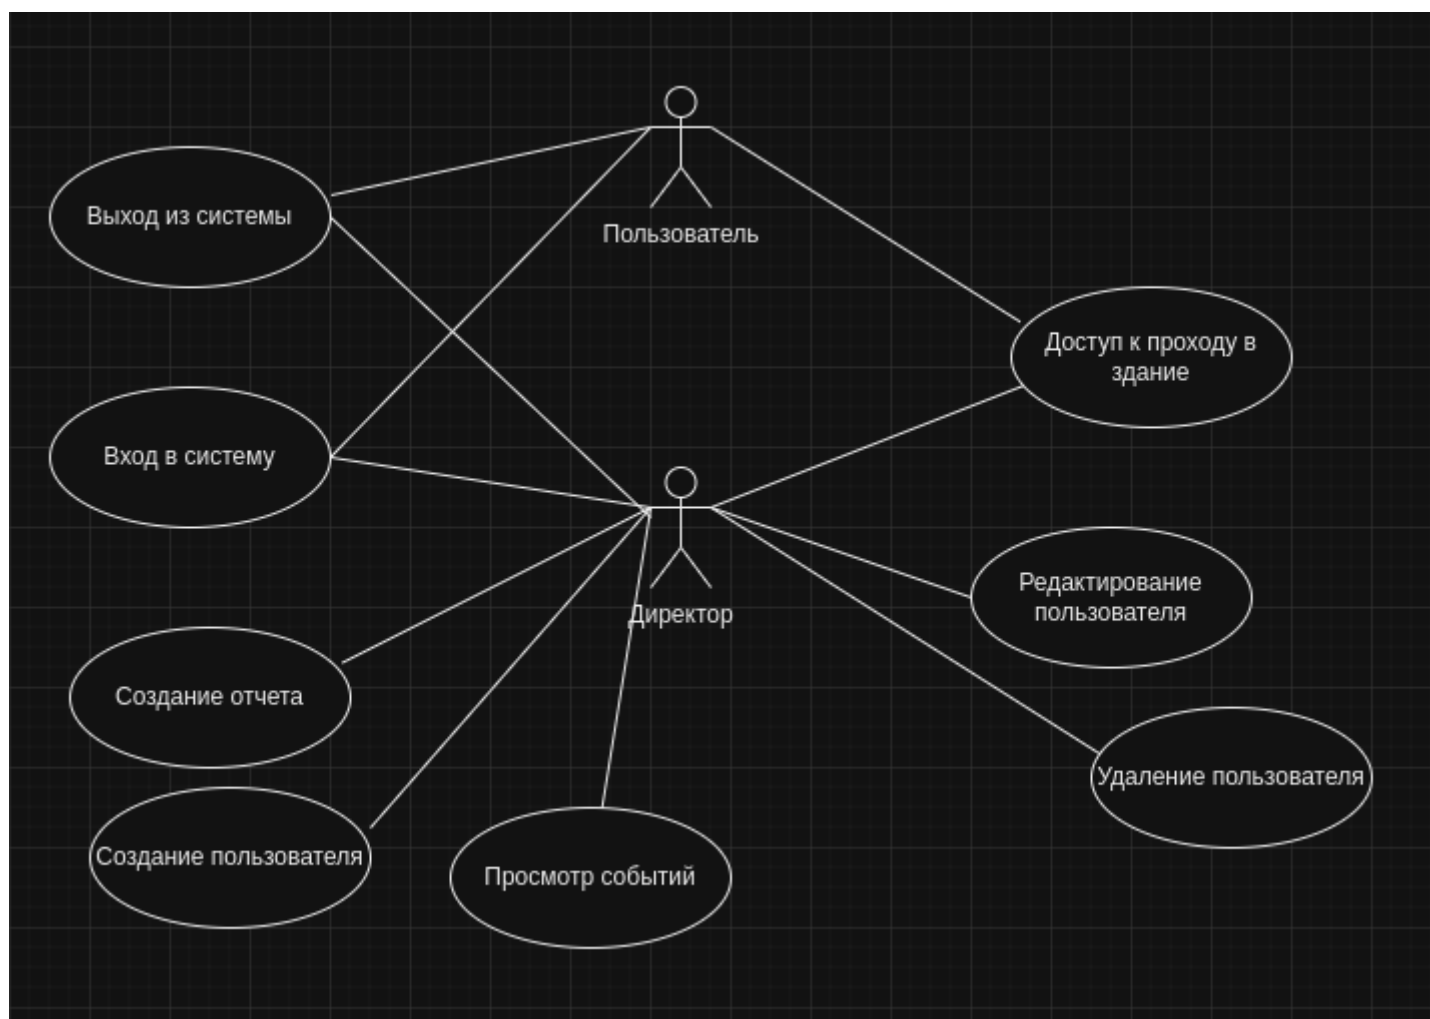 Выход из системы
Пользователь
Доступ к проходу в
здание
Вход в систему
Директор
Редактирование
пользователя
Создание отчета
Удаление пользователя
Создание пользователя
Просмотр событий